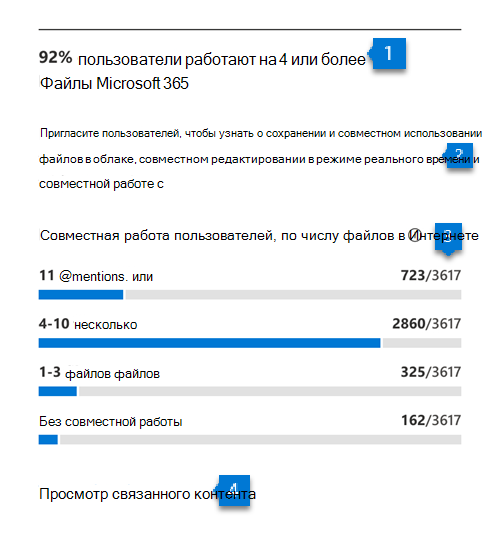 92% пользователи работают на 4 или более 1
Файлы Microsoft 365
Пригласите пользователей, чтобы узнать о сохранении и совместном использовании
файлов в облаке, совместном редактировании в режиме реального времени и 2
совместной работе с
Совместная работа пользователей, по числу файлов в Интернете 3
11 @mentions. или 723/3617
4-10 несколько 2860/3617
1-3 файлов файлов 325/3617
Без совместной работы 162/3617
Просмотр связанного контента 4